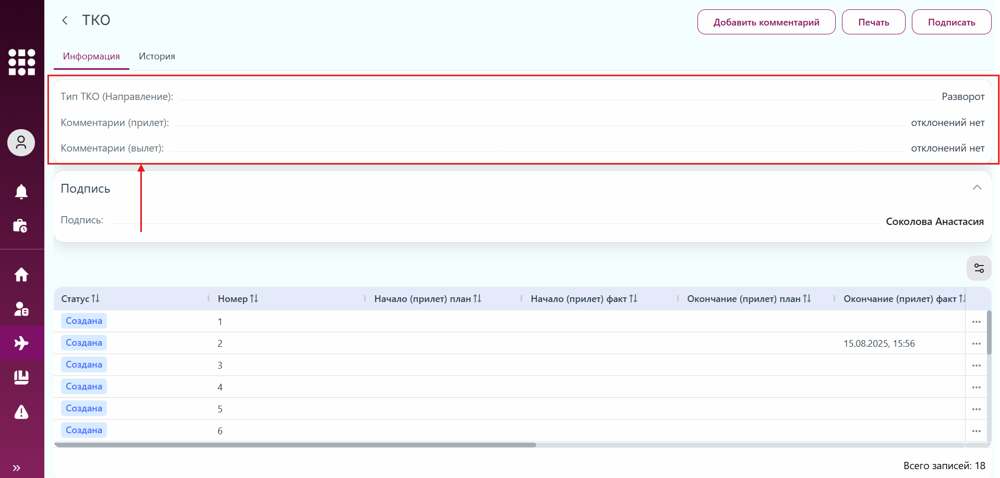 ТКО
Добавить комментарий
Печать
Подписать
Информация
История
Тип ТКО (Направление): Разворот
Комментарии (прилет): отклонений нет
Комментарии (вылет): отклонений нет
Подпись
Подпись: Соколова Анастасия
Статус Номер Начало (прилет) план Начало (прилет) факт Окончание (прилет) план Окончание (прилет) факт
Создана 1
Создана 2 15.08.2025, 15:56
Создана 3
Создана 4
Создана 5
Создана 6
Всего записей: 18